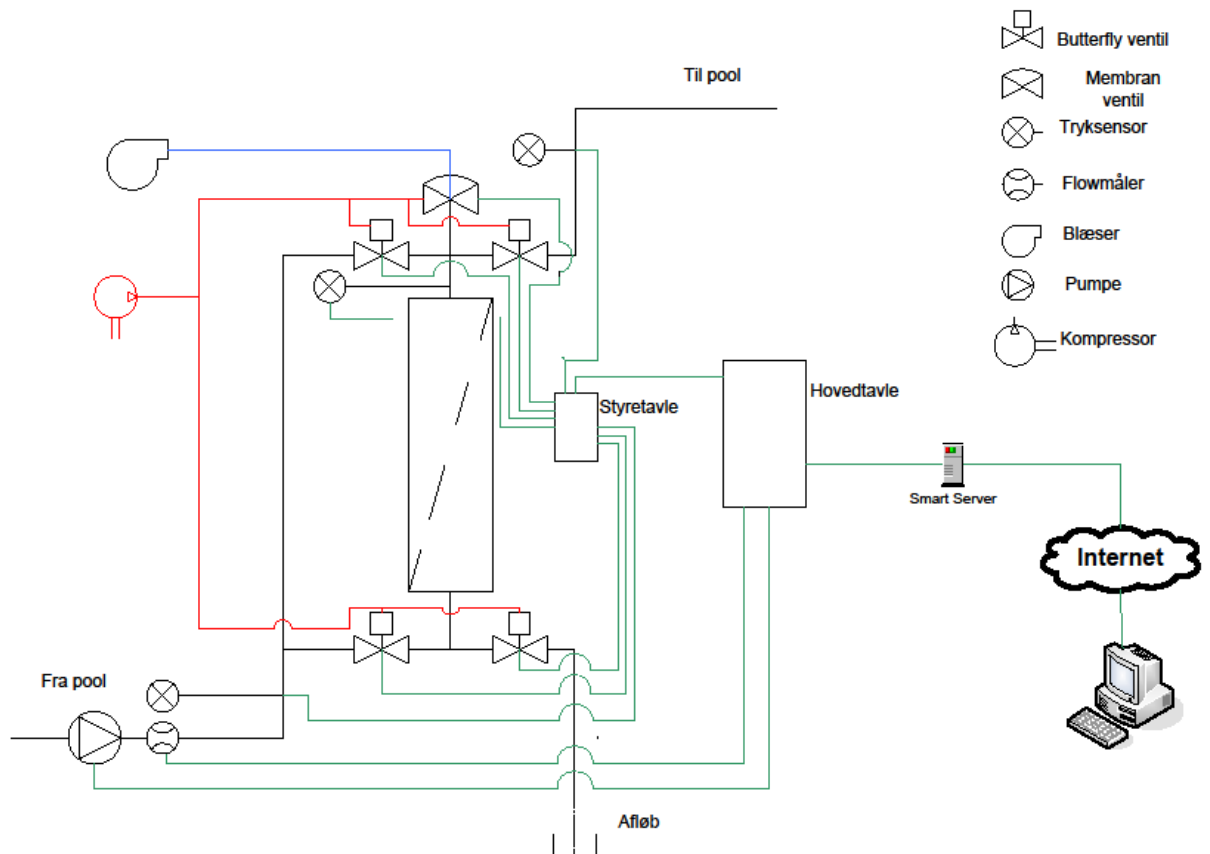 Butterfly ventil
Til pool
Membran
ventil
Tryksensor
Flowmåler
Blæser
Pumpe
Kompressor
Styretavle
Hovedtavle
Smart Server
Internet
Fra pool
Afløb